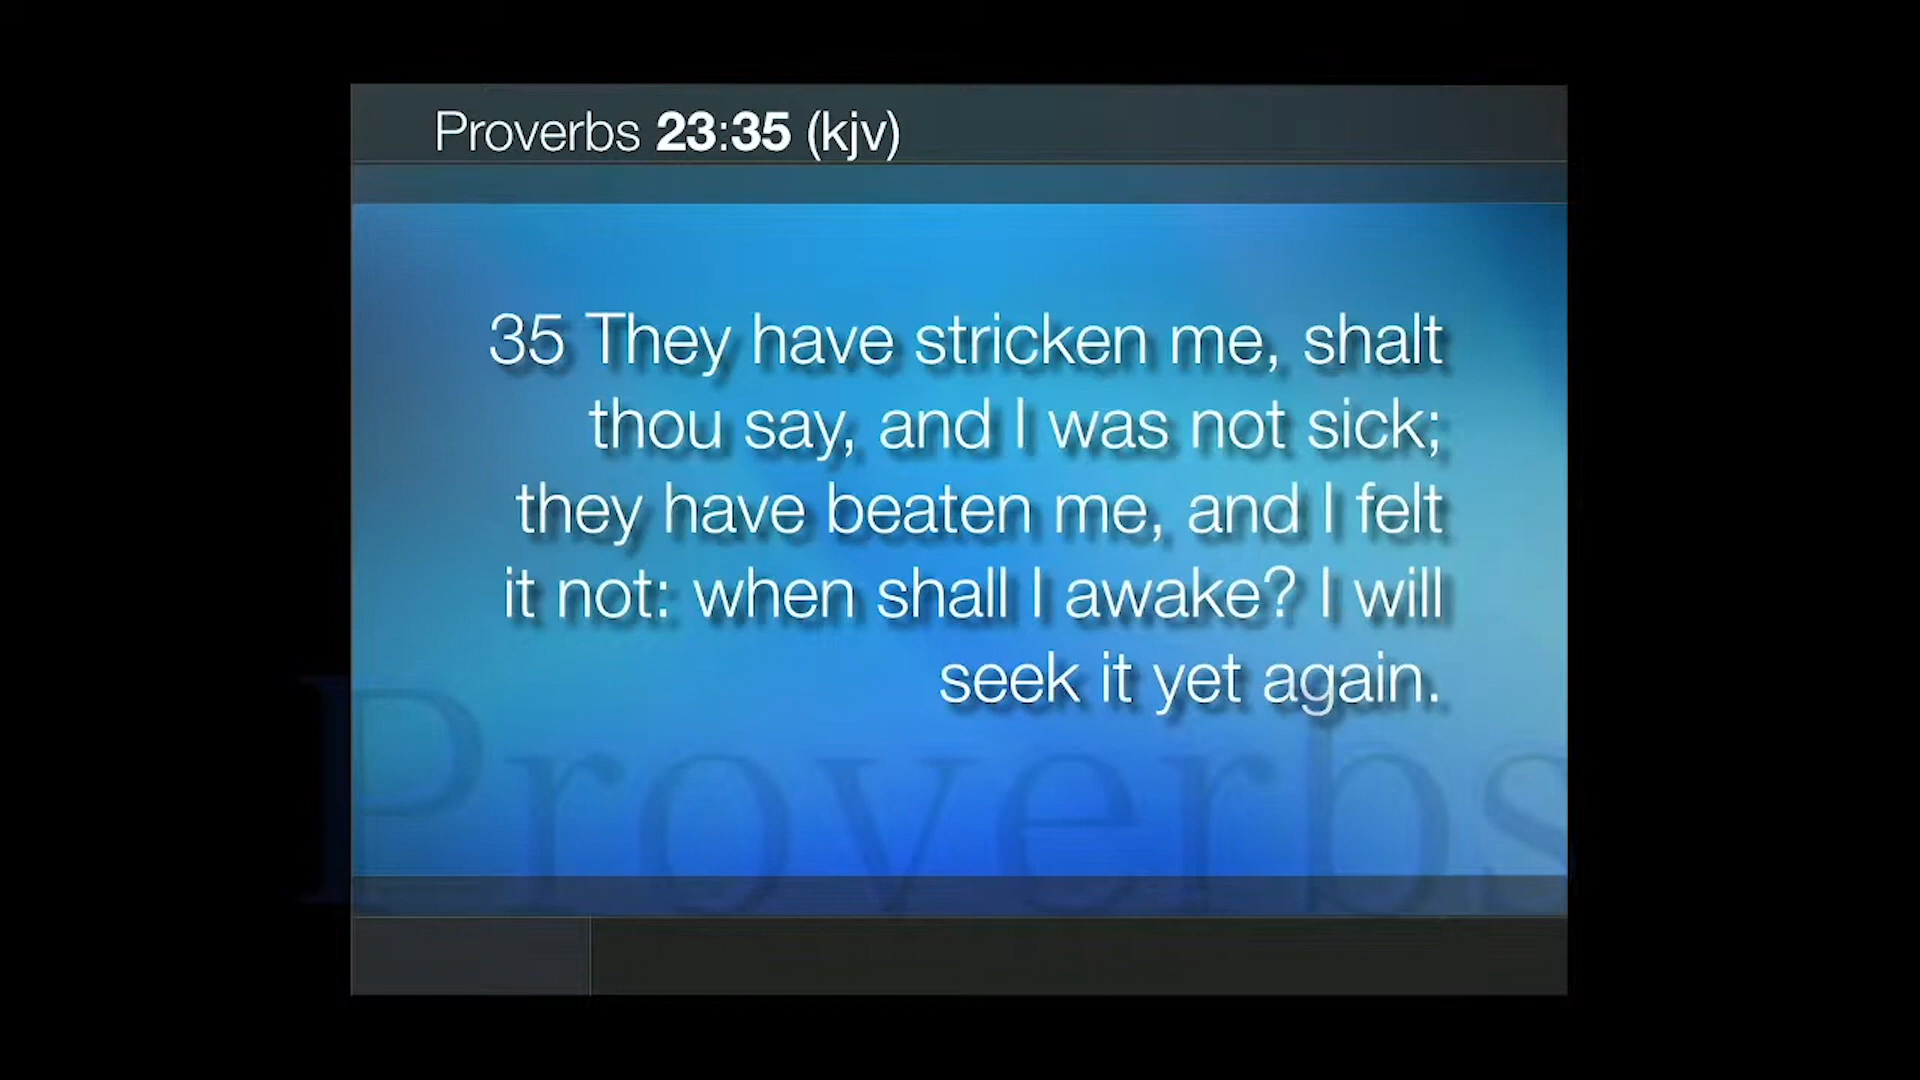 Proverbs 23:35 (kjv)
35 They have stricken me, shalt
thou say, and I was not sick;
they have beaten me, and I felt
it not: when shall I awake? I will
seek it yet again.
Proverbs